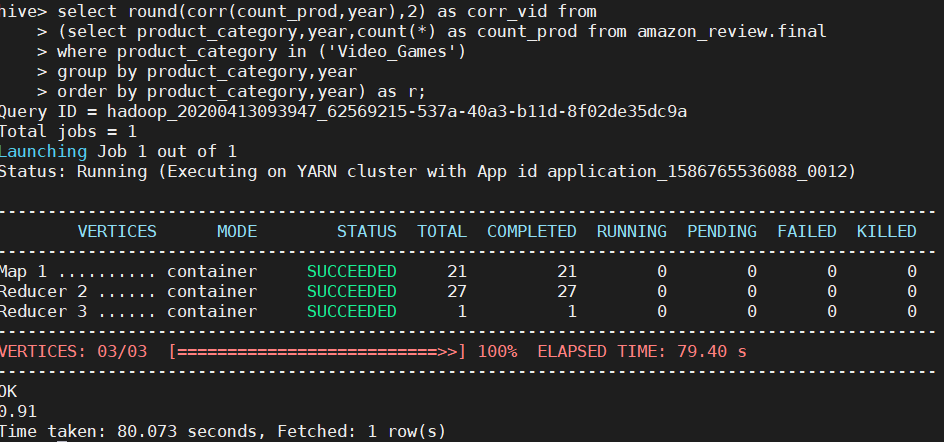 hive> select round(corr(count_prod,year),2) as corr_vid from
    > (select product_category,year,count(*) as count_prod from amazon_review.final
    > where product_category in ('Video_Games')
    > group by product_category,year
    > order by product_category,year) as r;
Query ID = hadoop_20200413093947_62569215-537a-40a3-b11d-8f02de35dc9a
Total jobs = 1
Launching Job 1 out of 1
Status: Running (Executing on YARN cluster with App id application_1586765536088_0012)
----------------------------------------------------------------------------------------------
        VERTICES      MODE        STATUS  TOTAL  COMPLETED  RUNNING  PENDING  FAILED  KILLED
----------------------------------------------------------------------------------------------
Map 1 .......... container     SUCCEEDED     21         21        0        0       0       0
Reducer 2 ...... container     SUCCEEDED     27         27        0        0       0       0
Reducer 3 ...... container     SUCCEEDED      1          1        0        0       0       0
----------------------------------------------------------------------------------------------
VERTICES: 03/03  [==========================>>] 100%  ELAPSED TIME: 79.40 s
----------------------------------------------------------------------------------------------
OK
0.91
Time taken: 80.073 seconds, Fetched: 1 row(s)